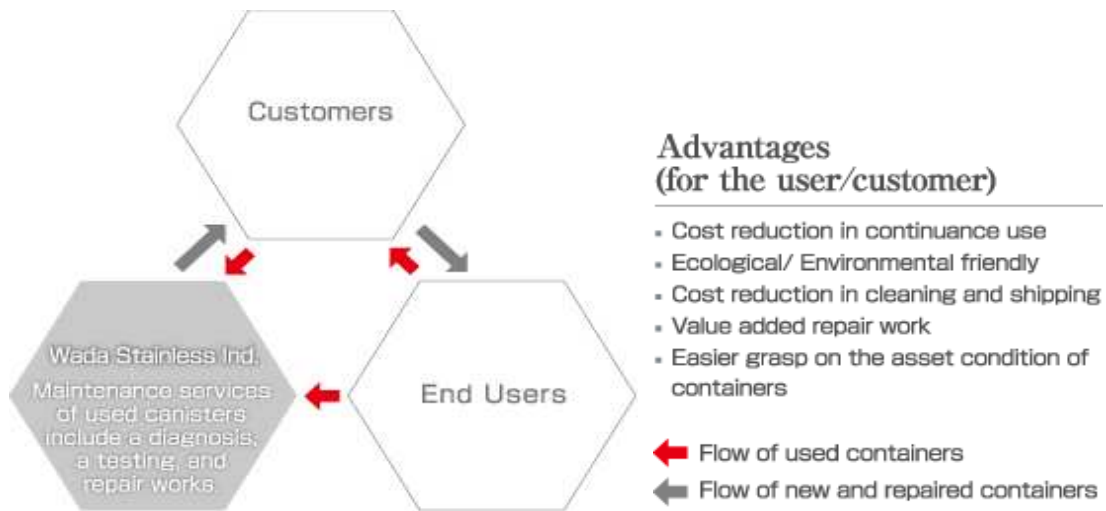 Customers
Wada Stainless Ind.
Maintenance services
of used canisters
include a diagnosis,
a testing, and
repair works
End Users
Advantages
(for the user/customer)
▪ Cost reduction in continuance use
▪ Ecological/ Environmental friendly
▪ Cost reduction in cleaning and shipping
▪ Value added repair work
▪ Easier grasp on the asset condition of
containers
Flow of used containers
Flow of new and repaired containers